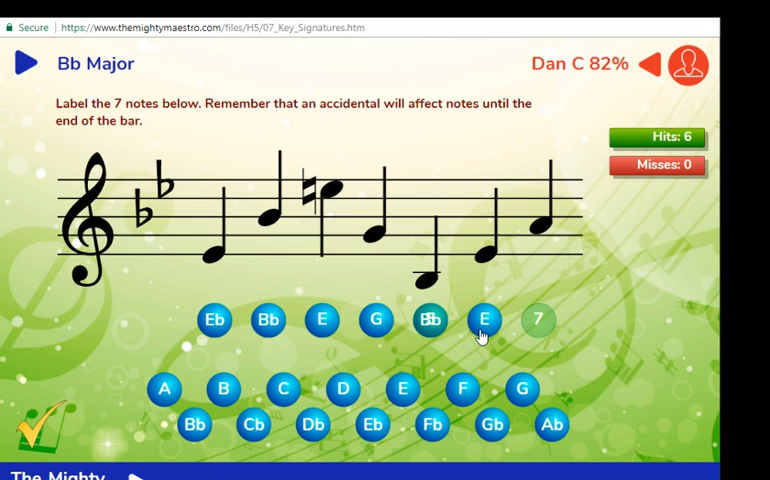 Secure https://www.themightymaestro.com/files/H5/07_Key_Signatures.htm
Bb Major
Dan C 82%
Label the 7 notes below. Remember that an accidental will affect notes until the
end of the bar.
Hits: 6
Misses: 0
Eb Bb E G Bb E 7
A B C D E F G
Bb Cb Db Eb Fb Gb Ab
The Mighty